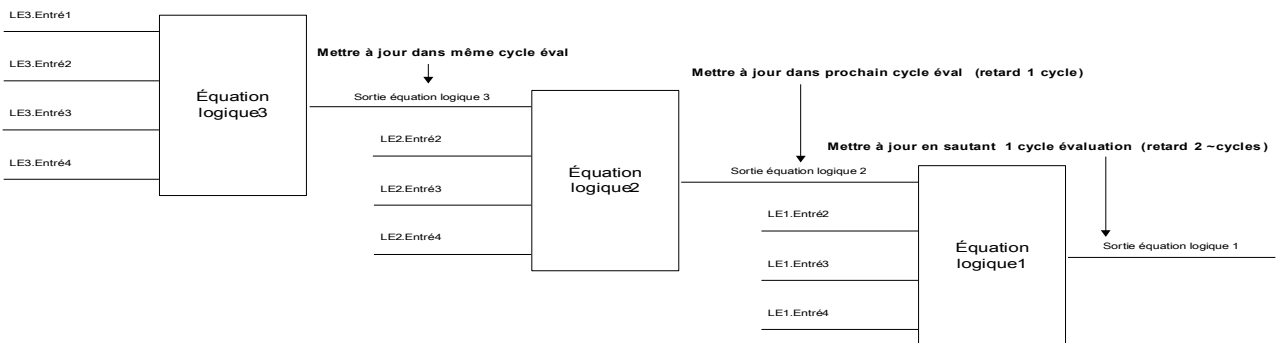 LE3.Entré1
LE3.Entré2
LE3.Entré3
LE3.Entré4
Équation
logique3
Mettre à jour dans même cycle éval
Sortie équation logique 3
LE2.Entré2
LE2.Entré3
LE2.Entré4
Équation
logique2
Mettre à jour dans prochain cycle éval (retard 1 cycle)
Sortie équation logique 2
LE1.Entré2
LE1.Entré3
LE1.Entré4
Équation
logique1
Mettre à jour en sautant 1 cycle évaluation (retard 2 ~cycles)
Sortie équation logique 1